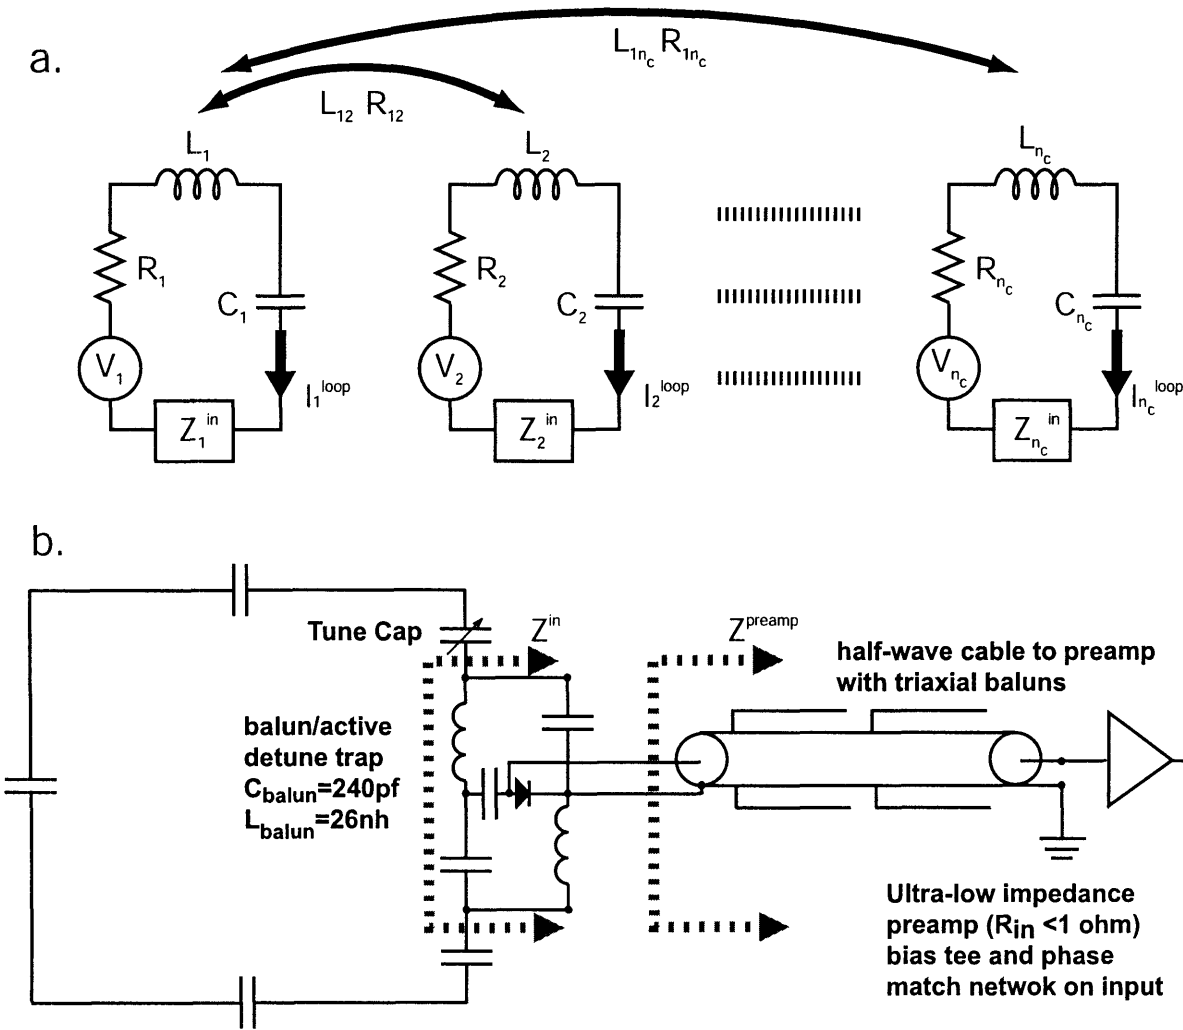 a.
L1nc R1nc
L12 R12
L1 L2 Lnc
R1 R2 Rnc
C1 C2 Cnc
V1 V2 Vnc
I1loop I2loop Incloop
Z1in Z2in Zncin
b.
Tune Cap
Zin
Zpreamp
half-wave cable to preamp
with triaxial baluns
balun/active
detune trap
Cbalun=240pf
Lbalun=26nh
Ultra-low impedance
preamp (Rin <1 ohm)
bias tee and phase
match netwok on input